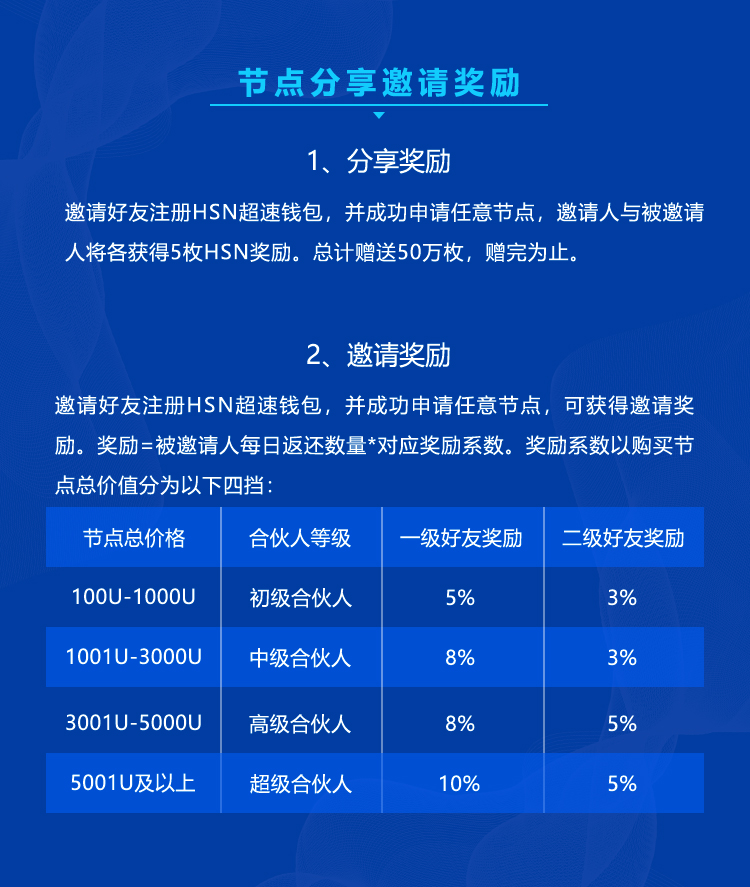 节点分享邀请奖励
1、分享奖励
邀请好友注册HSN超速钱包，并成功申请任意节点，邀请人与被邀请
人将各获得5枚HSN奖励。总计赠送50万枚，赠完为止。
2、邀请奖励
邀请好友注册HSN超速钱包，并成功申请任意节点，可获得邀请奖
励。奖励=被邀请人每日返还数量*对应奖励系数。奖励系数以购买节
点总价值分为以下四挡：
节点总价格 合伙人等级 一级好友奖励 二级好友奖励
100U-1000U 初级合伙人 5% 3%
1001U-3000U 中级合伙人 8% 3%
3001U-5000U 高级合伙人 8% 5%
5001U及以上 超级合伙人 10% 5%